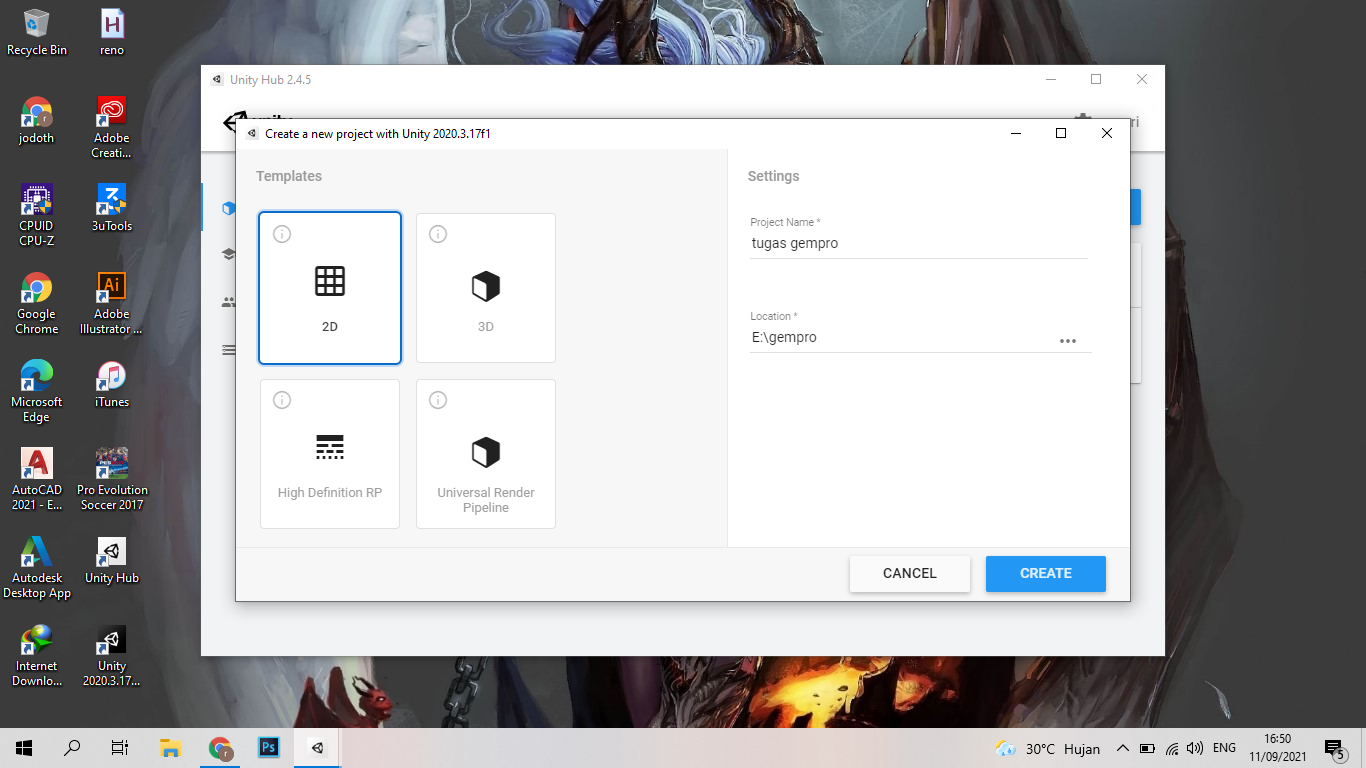 Recycle Bin
reno
jodoth
Adobe
Creati...
CPUID
CPU-Z
3uTools
Google
Chrome
Adobe
Illustrator ...
Microsoft
Edge
iTunes
AutoCAD
2021 - E...
Pro Evolution
Soccer 2017
Autodesk
Desktop App
Unity Hub
Internet
Downlo...
Unity
2020.3.17...
Unity Hub 2.4.5
Create a new project with Unity 2020.3.17f1
Templates
2D
3D
High Definition RP
Universal Render
Pipeline
Settings
Project Name *
tugas gempro
Location *
E:\gempro
CANCEL
CREATE
30°C Hujan
ENG
16:50
11/09/2021
5